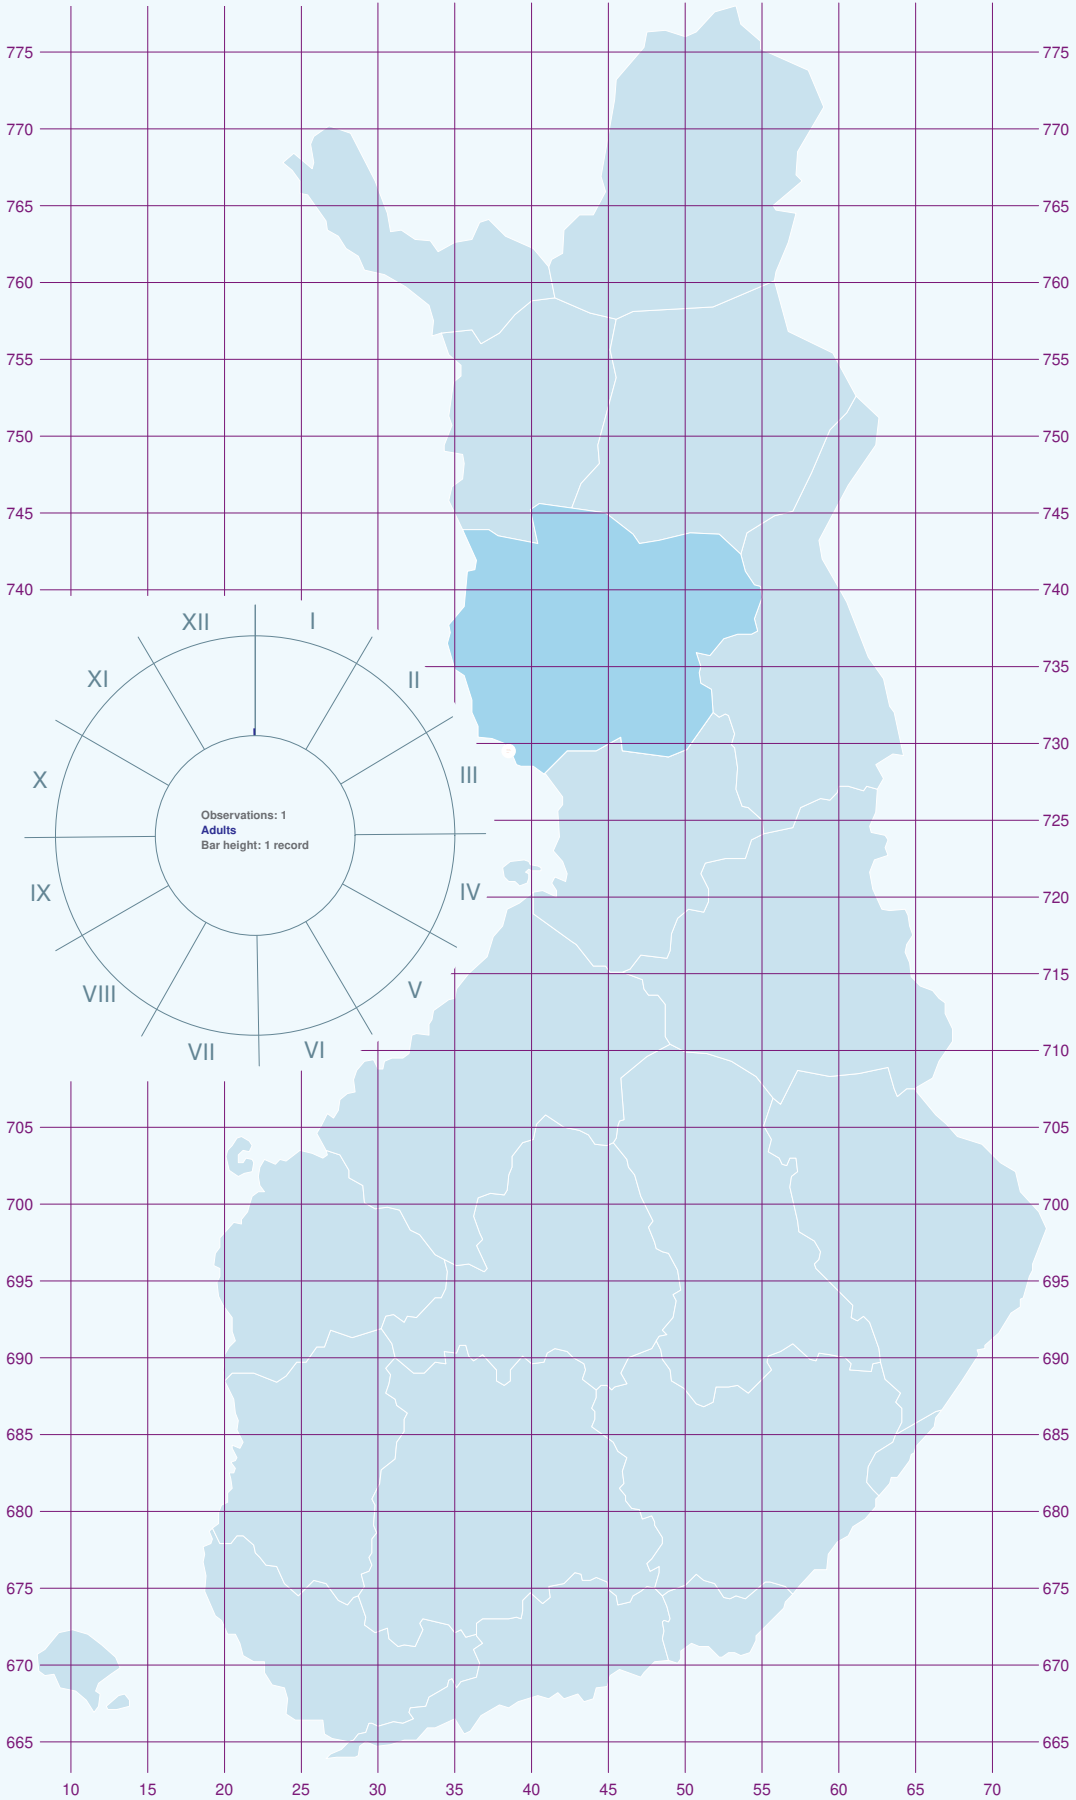 775 775
770 770
765 765
760 760
755 755
750 750
745 745
740 740
XII I
735
XI II
730
X III
Observations: 1
725
Adults
Bar height: 1 record
IX IV
720
VIII V
715
VII VI
710
705 705
700 700
695 695
690 690
685 685
680 680
675 675
670 670
665 665
10 15 20 25 30 35 40 45 50 55 60 65 70